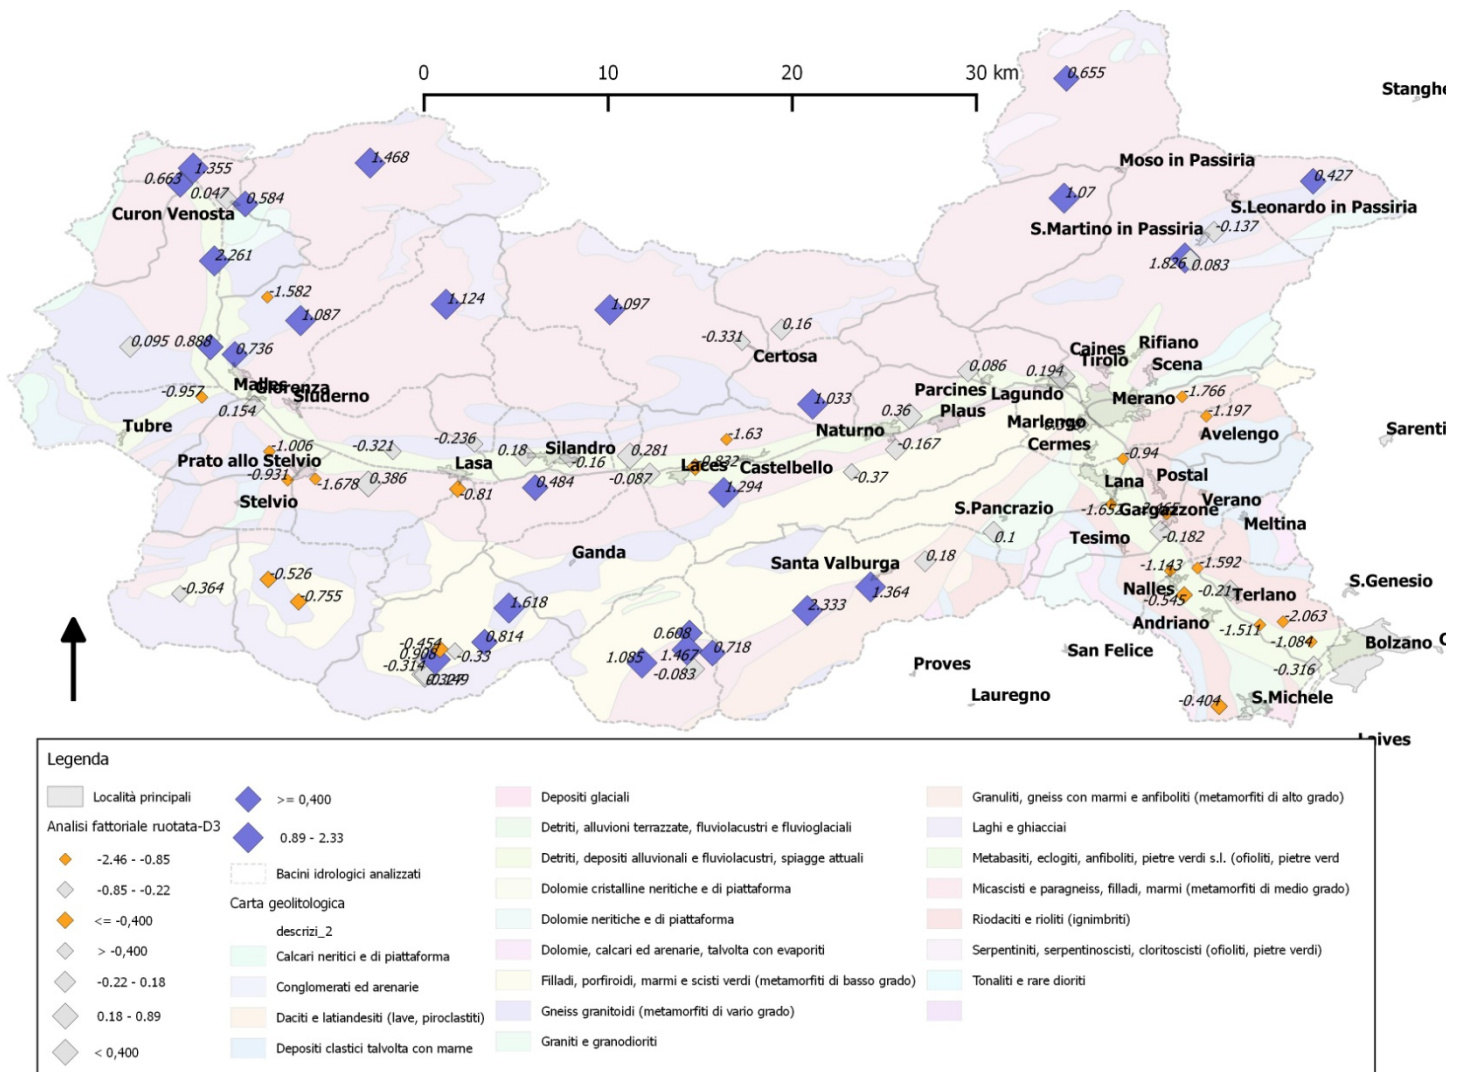 0
10
20
30 km
0.655
Stanghe
1.468
1.355
0.663
0.047
0.584
Curon Venosta
Moso in Passiria
0.427
1.07
S.Leonardo in Passiria
S.Martino in Passiria
-0.137
1.826
0.083
2.261
-1.582
1.087
1.124
1.097
0.095
0.888
0.736
-0.331
0.16
Certosa
Caines
Rifiano
Tirolo
Scena
0.086
0.194
Malles
Glorenza
Sluderno
-0.957
0.154
1.033
Parcines
Lagundo
Merano
-1.766
Plaus
0.36
-1.197
Tubre
Naturno
Marlengo
Avelengo
Sarenti
-1.006
-0.321
-0.236
0.18
Silandro
-0.16
0.281
-1.63
-0.167
Cermes
-0.94
Prato allo Stelvio
-0.931
-1.678
0.386
Lasa
-0.81
0.484
-0.087
Laces
0.832
Castelbello
-0.37
1.294
Lana
Postal
Stelvio
S.Pancrazio
-1.652
Gargazzone
Verano
Meltina
0.1
Tesimo
-0.182
Ganda
Santa Valburga
0.18
-0.364
-0.526
-0.755
1.618
1.364
2.333
-1.143
-1.592
Nalles
-0.545
-0.21
Terlano
S.Genesio
Andriano
-1.511
-2.063
-1.084
Bolzano
-0.454
0.908
-0.314
0.814
-0.33
0.608
1.085
1.467
0.718
-0.083
San Felice
Proves
Lauregno
-0.316
-0.404
S.Michele
Laives
Legenda
Località principali
Analisi fattoriale ruotata-D3
-2.46 - -0.85
-0.85 - -0.22
<= -0,400
> -0,400
-0.22 - 0.18
0.18 - 0.89
< 0,400
>= 0,400
0.89 - 2.33
Bacini idrologici analizzati
Carta geolitologica
descrizi_2
Calcari neritici e di piattaforma
Conglomerati ed arenarie
Daciti e latiandesiti (lave, piroclastiti)
Depositi clastici talvolta con marne
Depositi glaciali
Detriti, alluvioni terrazzate, fluviolacustri e fluvioglaciali
Detriti, depositi alluvionali e fluviolacustri, spiagge attuali
Dolomie cristalline neritiche e di piattaforma
Dolomie neritiche e di piattaforma
Dolomie, calcari ed arenarie, talvolta con evaporiti
Filladi, porfiroidi, marmi e scisti verdi (metamorfiti di basso grado)
Gneiss granitoidi (metamorfiti di vario grado)
Graniti e granodioriti
Granuliti, gneiss con marmi e anfiboliti (metamorfiti di alto grado)
Laghi e ghiacciai
Metabasiti, eclogiti, anfiboliti, pietre verdi s.l. (ofioliti, pietre verd
Micascisti e paragneiss, filladi, marmi (metamorfiti di medio grado)
Riodaciti e rioliti (ignimbriti)
Serpentiniti, serpentinoscisti, cloritoscisti (ofioliti, pietre verdi)
Tonaliti e rare dioriti